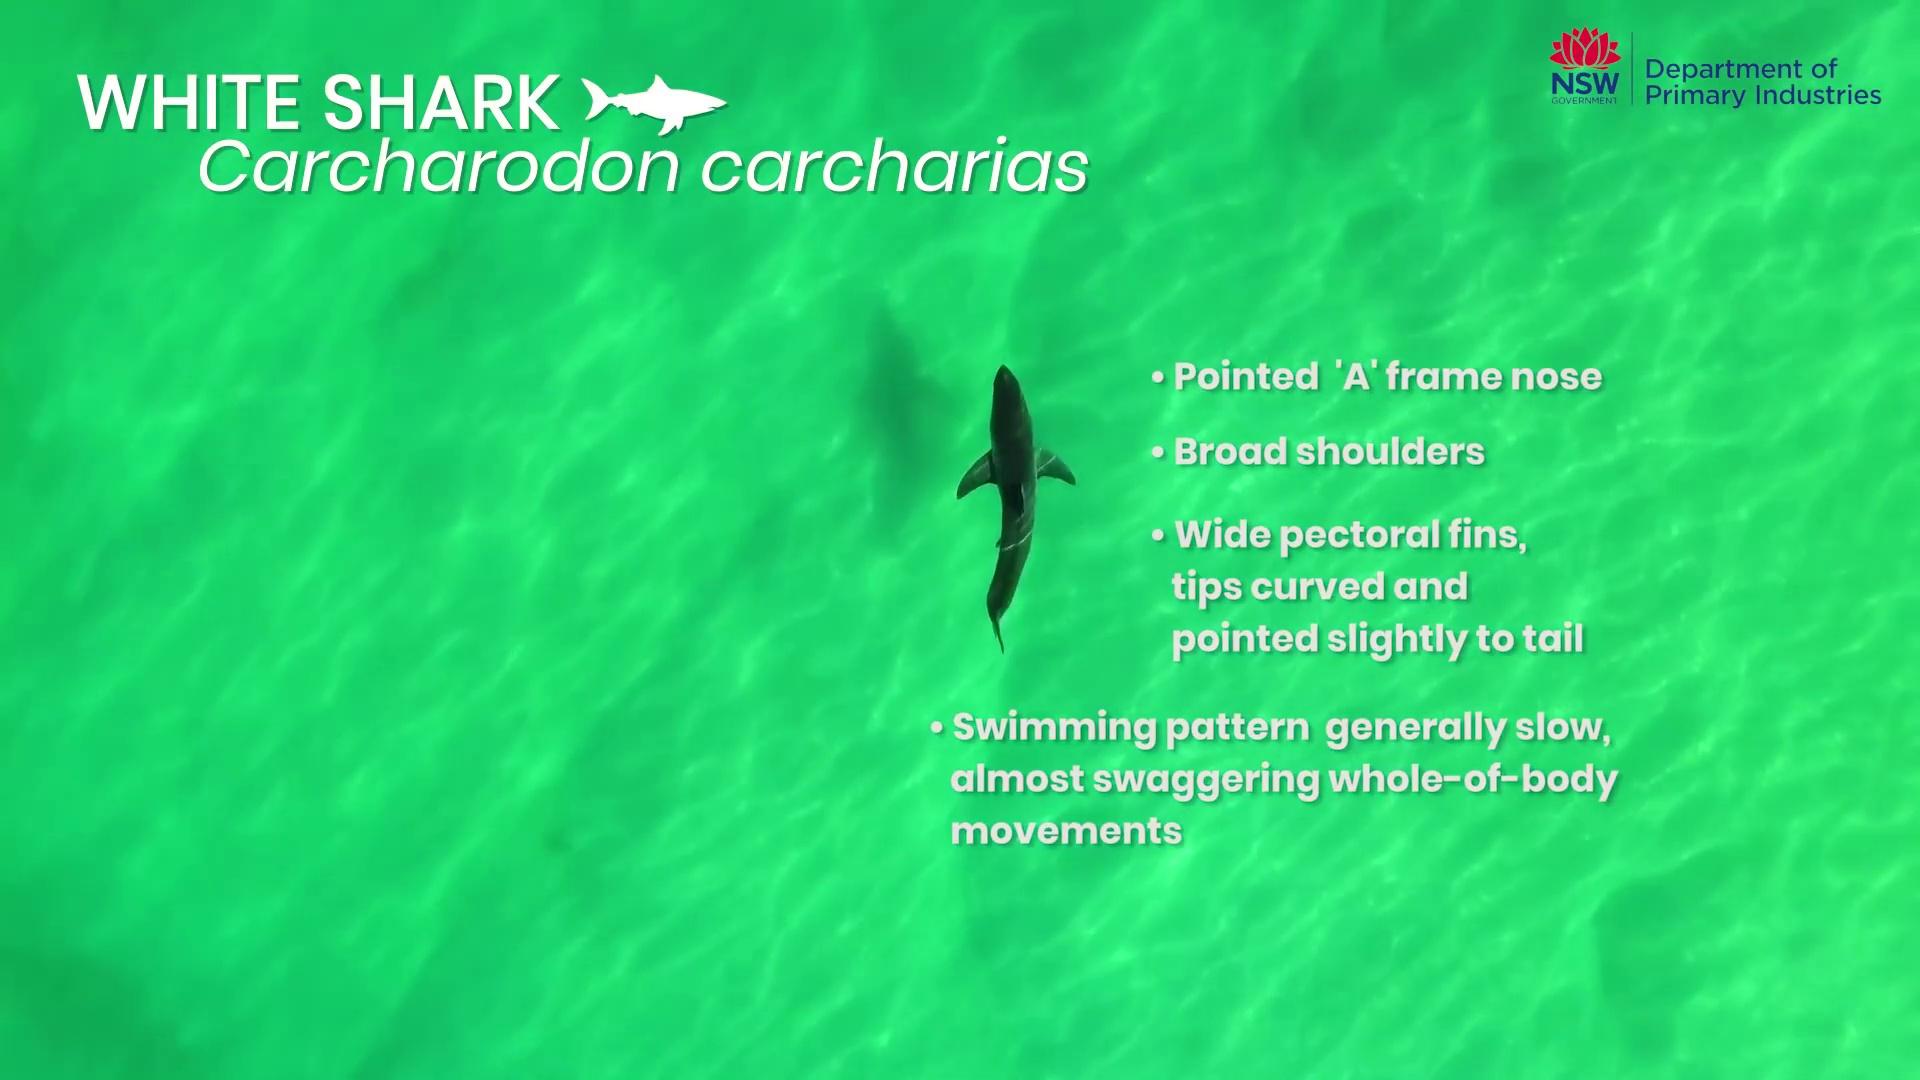 WHITE SHARK
Carcharodon carcharias
NSW
GOVERNMENT
Department of
Primary Industries
• Pointed 'A' frame nose
• Broad shoulders
• Wide pectoral fins,
tips curved and
pointed slightly to tail
• Swimming pattern generally slow,
almost swaggering whole-of-body
movements